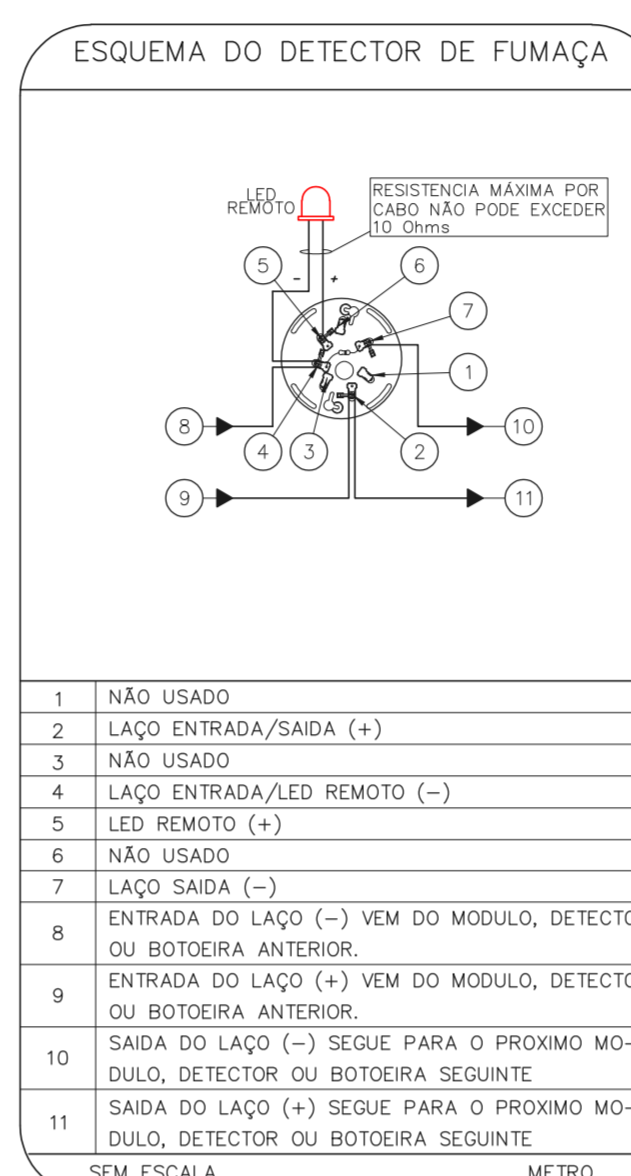 ESQUEMA DO DETECTOR DE FUMAÇA
LED
REMOTO
RESISTENCIA MÁXIMA POR
CABO NÃO PODE EXCEDER
10 Ohms
5
- +
6
7
1
8
10
4
3
2
9
11
1 NÃO USADO
2 LAÇO ENTRADA/SAIDA (+)
3 NÃO USADO
4 LAÇO ENTRADA/LED REMOTO (-)
5 LED REMOTO (+)
6 NÃO USADO
7 LAÇO SAIDA (-)
8 ENTRADA DO LAÇO (-) VEM DO MODULO, DETECTO
OU BOTOEIRA ANTERIOR.
9 ENTRADA DO LAÇO (+) VEM DO MODULO, DETECTO
OU BOTOEIRA ANTERIOR.
10 SAIDA DO LAÇO (-) SEGUE PARA O PROXIMO MO-
DULO, DETECTOR OU BOTOEIRA SEGUINTE
11 SAIDA DO LAÇO (+) SEGUE PARA O PROXIMO MO-
DULO, DETECTOR OU BOTOEIRA SEGUINTE
SEM ESCALA METRO